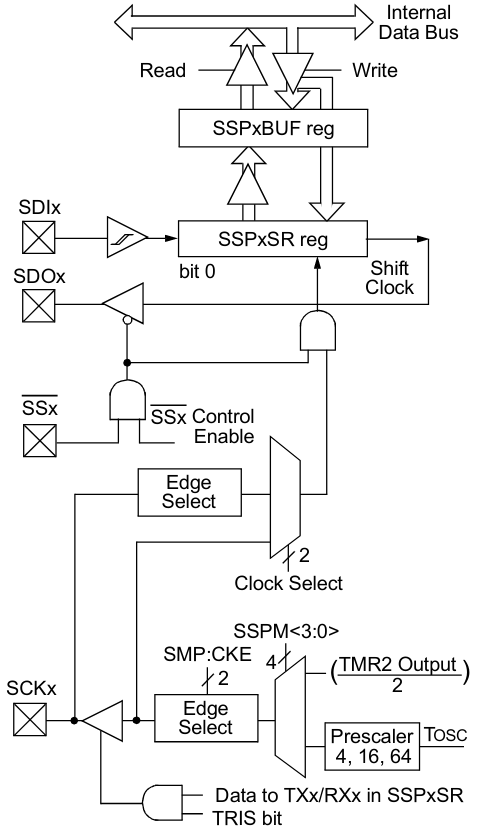 Internal
Data Bus
Read
Write
SSPxBUF reg
SDIx
SSPxSR reg
bit 0
Shift
Clock
SDOx
SSx
SSx Control
Enable
Edge
Select
2
Clock Select
SSPM<3:0>
SMP:CKE
4
2
(TMR2 Output)
2
SCKx
Edge
Select
Prescaler
4, 16, 64
TOSC
Data to TXx/RXx in SSPxSR
TRIS bit